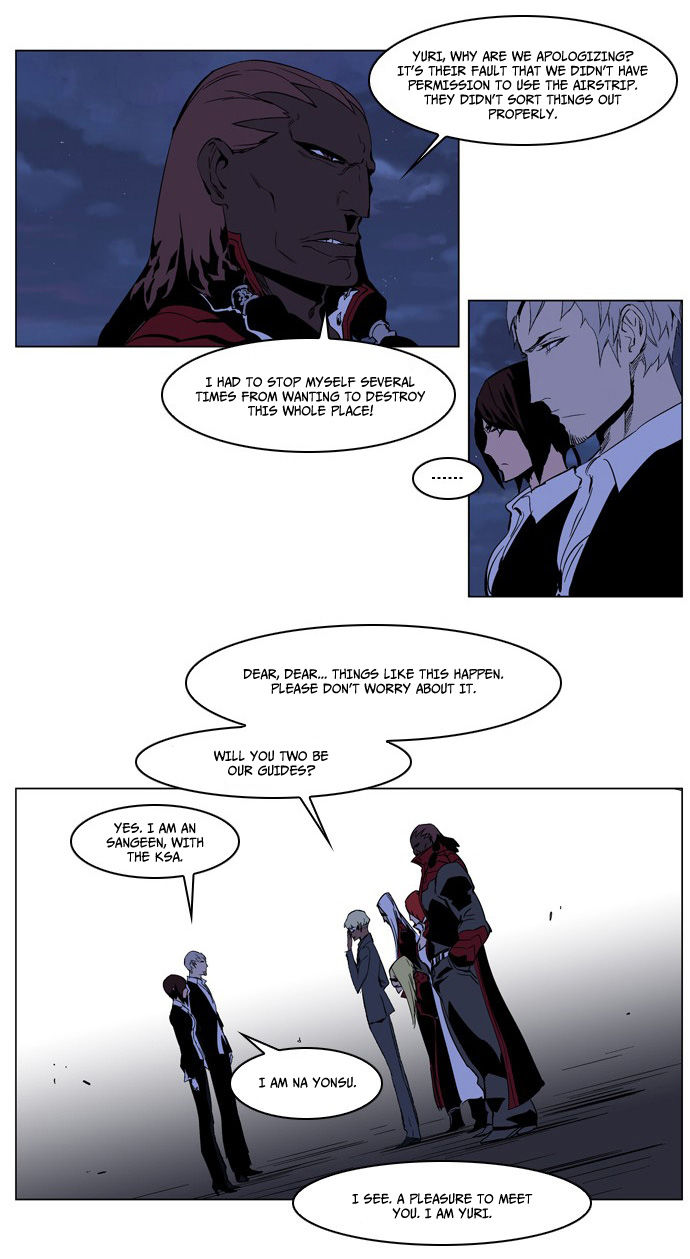 YURI, WHY ARE WE APOLOGIZING?
IT'S THEIR FAULT THAT WE DIDN'T HAVE
PERMISSION TO USE THE AIRSTRIP.
THEY DIDN'T SORT THINGS OUT
PROPERLY.
I HAD TO STOP MYSELF SEVERAL
TIMES FROM WANTING TO DESTROY
THIS WHOLE PLACE!
......
DEAR, DEAR... THINGS LIKE THIS HAPPEN.
PLEASE DON'T WORRY ABOUT IT.
WILL YOU TWO BE
OUR GUIDES?
YES. I AM AN
SANGEEN, WITH
THE KSA.
I AM NA YONSU.
I SEE. A PLEASURE TO MEET
YOU. I AM YURI.